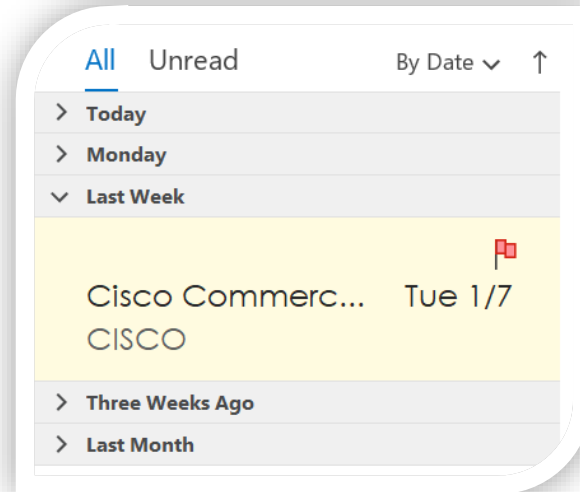 All Unread By Date
Today
Monday
Last Week
Cisco Commerc... Tue 1/7
CISCO
Three Weeks Ago
Last Month